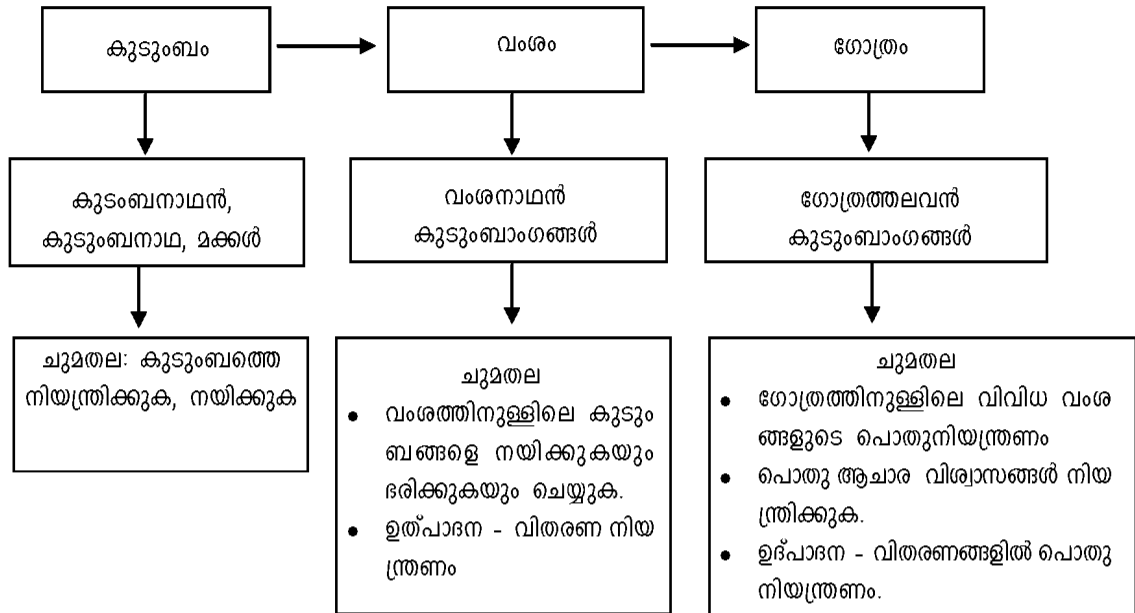 കുടുംബം
വംശം
ഗോത്രം
കുടംബനാഥൻ,
കുടുംബനാഥ, മക്കൾ
വംശനാഥൻ
കുടുംബാംഗങ്ങൾ
ഗോത്രത്തലവൻ
കുടുംബാംഗങ്ങൾ
ചുമതല: കുടുംബത്തെ
നിയന്ത്രിക്കുക, നയിക്കുക
ചുമതല
• വംശത്തിനുള്ളിലെ കുടും
ബങ്ങളെ നയിക്കുകയും
ഭരിക്കുകയും ചെയ്യുക.
• ഉത്പാദന - വിതരണ നിയ
ന്ത്രണം
ചുമതല
• ഗോത്രത്തിനുള്ളിലെ വിവിധ വംശ
ങ്ങളുടെ പൊതുനിയന്ത്രണം
• പൊതു ആചാര വിശ്വാസങ്ങൾ നിയ
ന്ത്രിക്കുക.
• ഉദ്പാദന - വിതരണങ്ങളിൽ പൊതു
നിയന്ത്രണം.